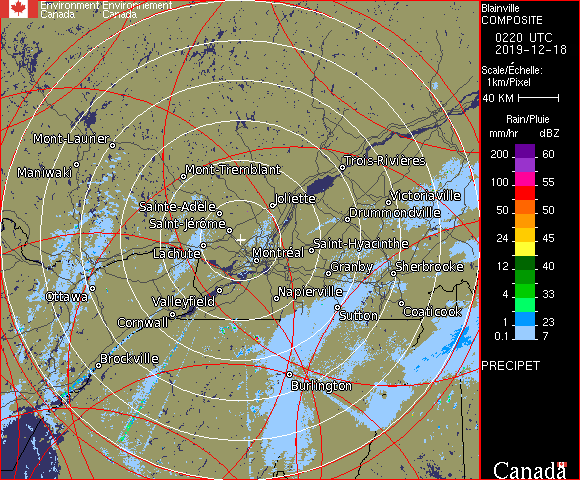 Environment Environnement
Canada Canada
Blainville
COMPOSITE
0220 UTC
2019-12-18
Scale/Échelle:
1km/Pixel
40 KM
Rain/Pluie
mm/hr dBZ
200 60
100 55
50 50
24 45
12 40
4 33
1 23
0.1 7
PRECIPET
Canada
Mont-Laurier
Maniwaki
Mont-Tremblant
Trois-Rivières
Sainte-Adele
Joliette
Victoriaville
Saint-Jérôme
Drummondville
Lachute
Montréal
Saint-Hyacinthe
Granby
Sherbrooke
Ottawa
Valleyfield
Napierville
Cornwall
Sutton
Coaticook
Brockville
Burlington